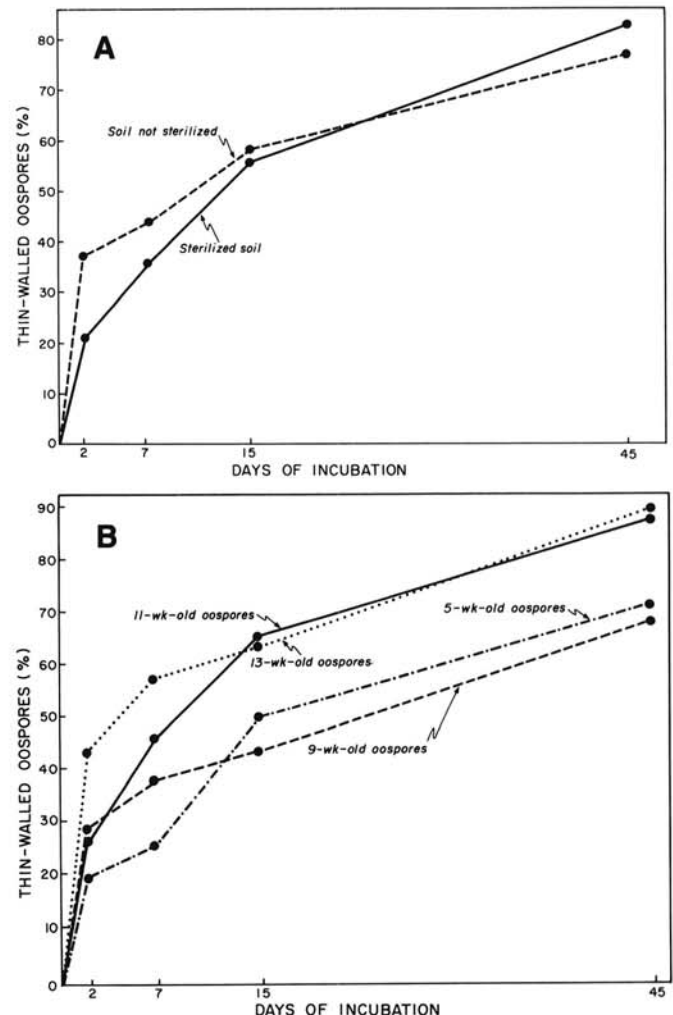 A
THIN-WALLED OOSPORES (%)
80
70
60
50
40
30
20
10
0
Soil not sterilized
Sterilized soil
2 7 15 45
DAYS OF INCUBATION
B
THIN-WALLED OOSPORES (%)
90
80
70
60
50
40
30
20
10
0
11-wk-old oospores
5-wk-old oospores
13-wk-old oospores
9-wk-old oospores
2 7 15 45
DAYS OF INCUBATION